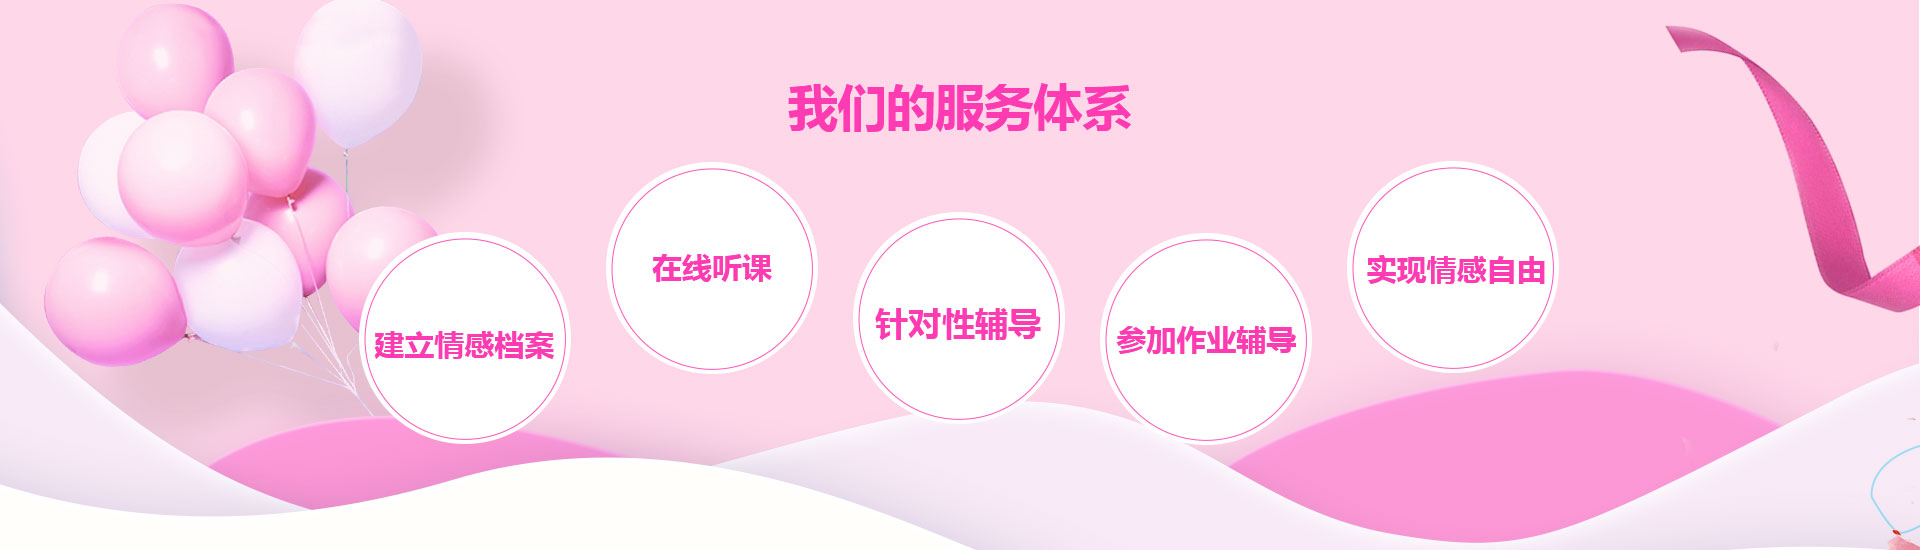 我们的服务体系
建立情感档案
在线听课
针对性辅导
参加作业辅导
实现情感自由